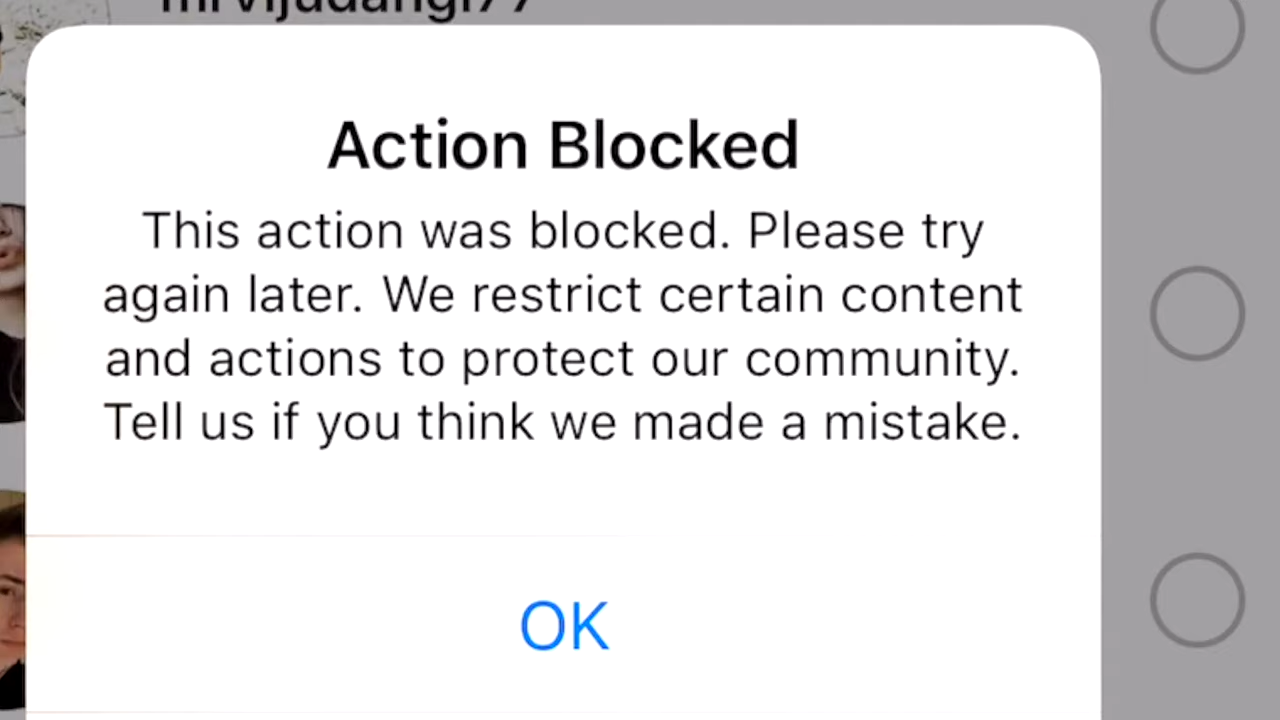 Action Blocked
This action was blocked. Please try
again later. We restrict certain content
and actions to protect our community.
Tell us if you think we made a mistake.
OK